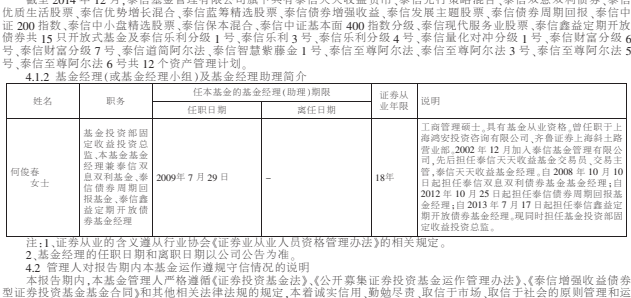 截至 2014 年 12 月,泰信基金管理有限公司旗下共有泰信天天收益货币、泰信先行策略混合、泰信双息双利债券、泰信
优质生活股票、泰信优势增长混合、泰信蓝筹精选股票、泰信债券增强收益、泰信发展主题股票、泰信债券周期回报、泰信中
证 200 指数、泰信中小盘精选股票、泰信保本混合、泰信中证基本面 400 指数分级、泰信现代服务业股票、泰信鑫益定期开放
债券共 15 只开放式基金及泰信乐利分级 1 号、泰信乐利 3 号、泰信乐利分级 4 号、泰信量化对冲分级 1 号、泰信财富分级 6
号、泰信财富分级 7 号、泰信道简阿尔法、泰信智慧紫藤金 1 号、泰信至尊阿尔法、泰信至尊阿尔法 3 号、泰信至尊阿尔法 5
号、泰信至尊阿尔法 6 号共 12 个资产管理计划。
4.1.2 基金经理(或基金经理小组)及基金经理助理简介
姓名 职务 任本基金的基金经理(助理)期限 证券从业年限 说明
任职日期 离任日期
何俊春
女士
基金投资部固
定收益投资总
监、本基金基金
经理兼泰信双
息双利基金、泰
信债券周期回
报基金、泰信鑫
益定期开放债
券基金经理
2009年 7 月 29 日 - 18年
工商管理硕士。具有基金从业资格。曾任职于上
海鸿安投资咨询有限公司、齐鲁证券上海斜土路
营业部。2002 年 12 月加入泰信基金管理有限公
司,先后担任泰信天天收益基金交易员、交易主
管,泰信天天收益基金经理。自 2008 年 10 月 10
日起担任泰信双息双利债券基金基金经理;自
2012 年 10 月 25 日起担任泰信债券周期回报基
金经理;自 2013 年 7 月 17 日起担任泰信鑫益定
期开放债券基金经理。现同时担任基金投资部固
定收益投资总监。
注:1、证券从业的含义遵从行业协会《证券业从业人员资格管理办法》的相关规定。
2、基金经理的任职日期和离职日期以公司公告为准。
4.2 管理人对报告期内本基金运作遵规守信情况的说明
本报告期内,本基金管理人严格遵循《证券投资基金法》、《公开募集证券投资基金运作管理办法》、《泰信增强收益债券
型证券投资基金基金合同》和其他相关法律法规的规定,本着诚实信用,勤勉尽责,取信于市场、取信于社会的原则管理和运